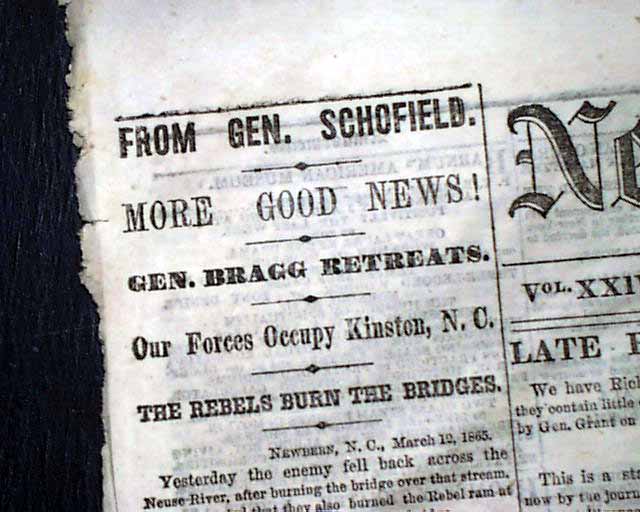 FROM GEN. SCHOFIELD.
MORE GOOD NEWS!
GEN. BRAGG RETREATS.
Our Forces Occupy Kinston, N. C.
THE REBELS BURN THE BRIDGES.
NEWBERN, N. C., March 12, 1865.
Yesterday the enemy fell back across the
Neuse River, after burning the bridge over that stream.
that they also burned the Rebel ram at
Ne
VOL. XXIV
LATE
We have Rich
they contain little
by Gen. Grant on
This is a
now by the journ